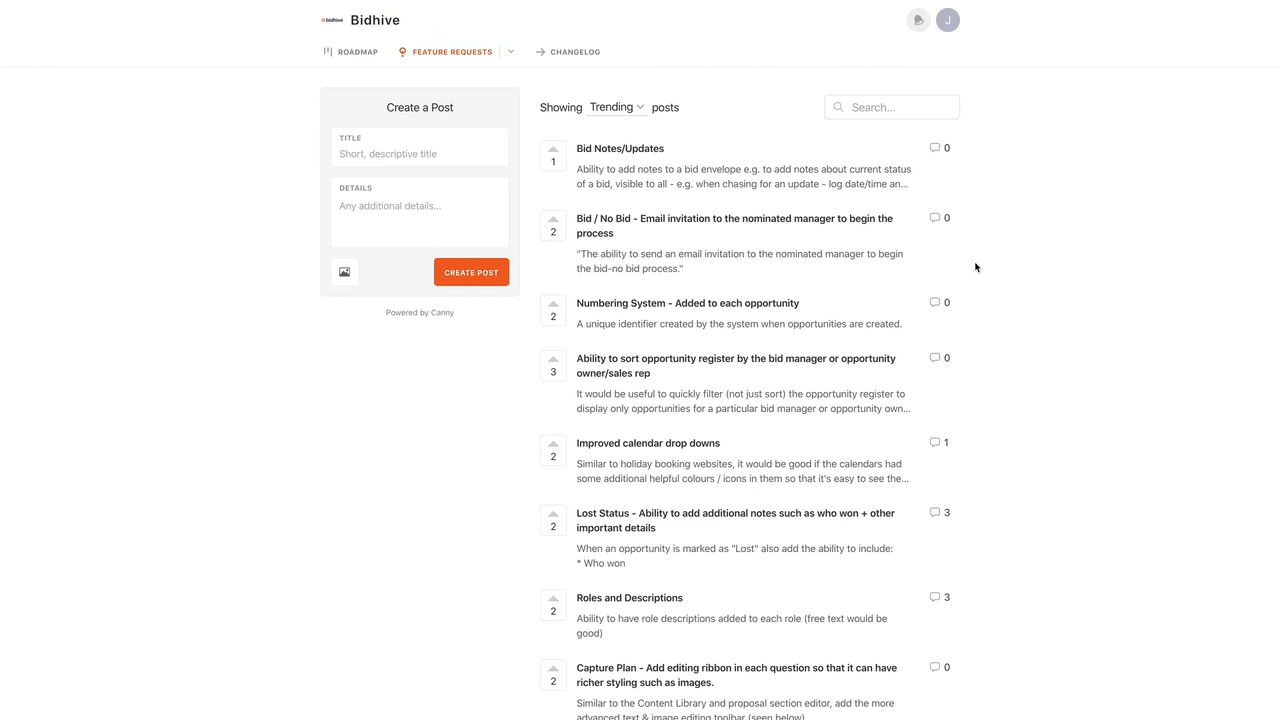 bidhive Bidhive
J
ROADMAP FEATURE REQUESTS CHANGELOG
Create a Post
TITLE
Short, descriptive title
DETAILS
Any additional details...
CREATE POST
Powered by Canny
Showing Trending posts
Search...
1
Bid Notes/Updates
0
Ability to add notes to a bid envelope e.g. to add notes about current status
of a bid, visible to all - e.g. when chasing for an update - log date/time an...
2
Bid / No Bid - Email invitation to the nominated manager to begin the
process
0
"The ability to send an email invitation to the nominated manager to begin
the bid-no bid process."
2
Numbering System - Added to each opportunity
0
A unique identifier created by the system when opportunities are created.
3
Ability to sort opportunity register by the bid manager or opportunity
owner/sales rep
0
It would be useful to quickly filter (not just sort) the opportunity register to
display only opportunities for a particular bid manager or opportunity own...
2
Improved calendar drop downs
1
Similar to holiday booking websites, it would be good if the calendars had
some additional helpful colours / icons in them so that it's easy to see the...
2
Lost Status - Ability to add additional notes such as who won + other
important details
3
When an opportunity is marked as "Lost" also add the ability to include:
* Who won
2
Roles and Descriptions
3
Ability to have role descriptions added to each role (free text would be
good)
2
Capture Plan - Add editing ribbon in each question so that it can have
richer styling such as images.
0
Similar to the Content Library and proposal section editor, add the more
advanced text & image editing toolbar (seen below)